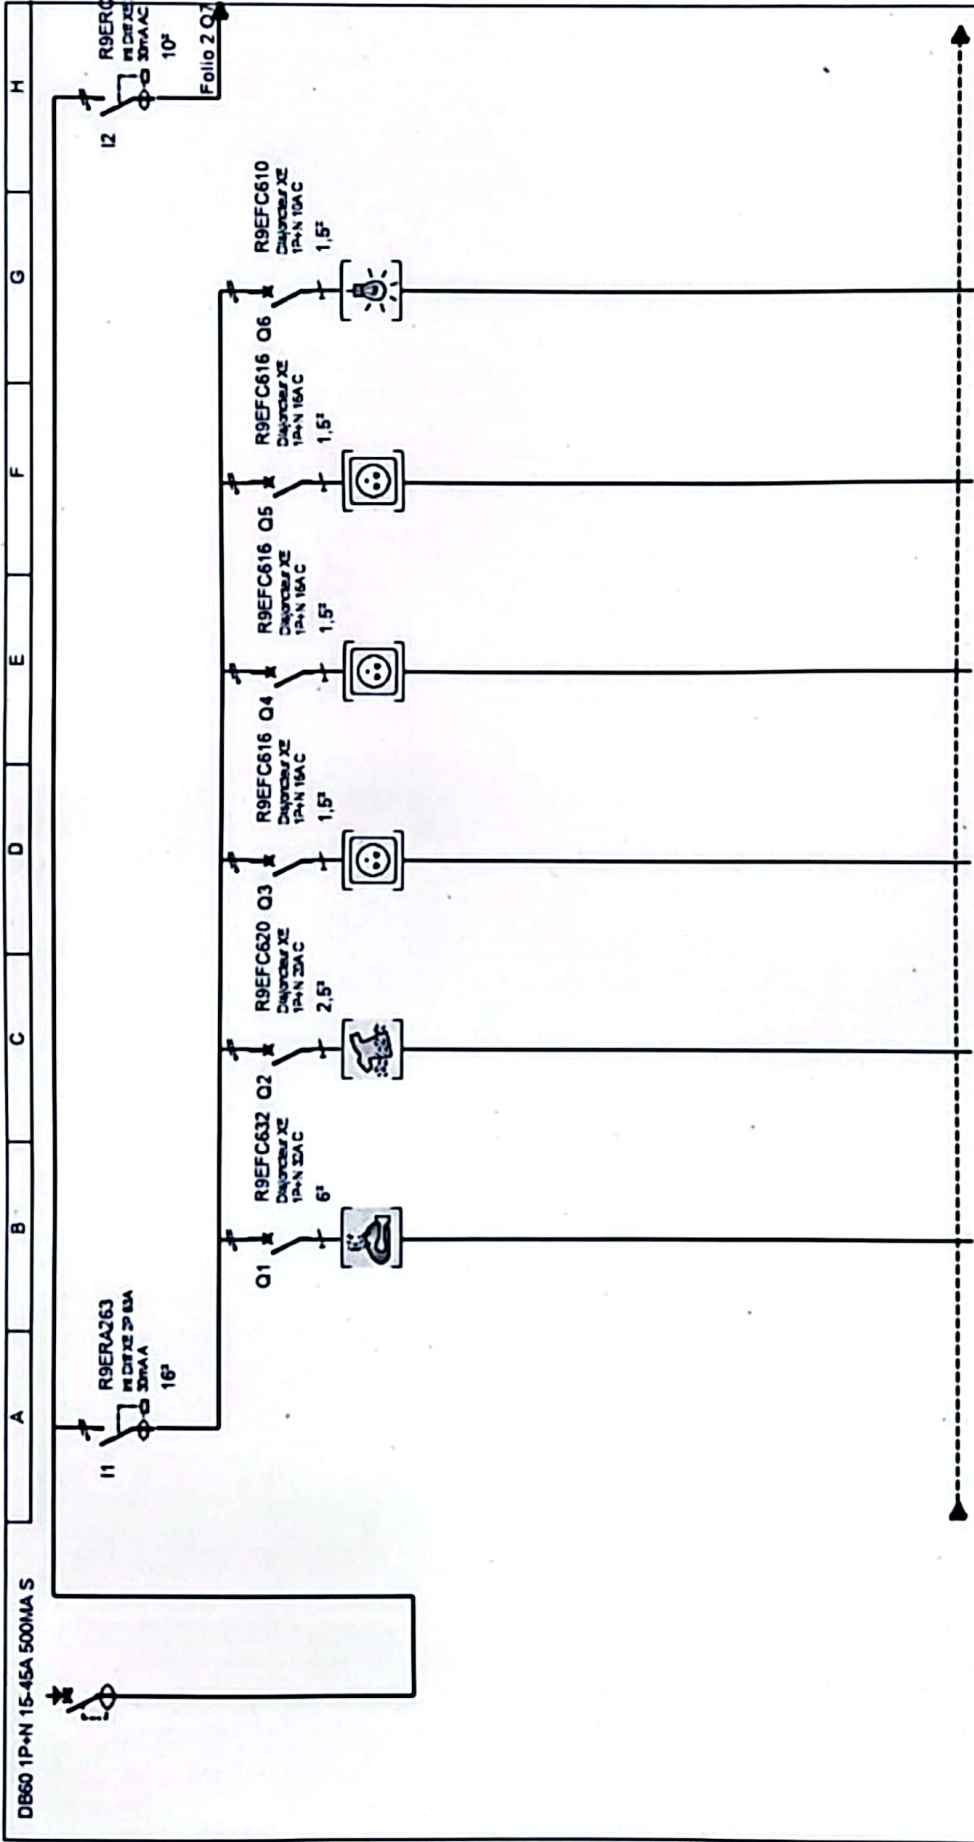 DB60 1P+N 15-45A 500MA S
A
B
C
D
E
F
G
H
I1
R9ERA263
30mA A
16²
I2
30mA AC
10²
Folio 2 Q7
Q1
R9EFC632
Disjoncteur XE
1P+N 32A C
6²
Q2
R9EFC620
Disjoncteur XE
1P+N 20A C
2,5²
Q3
R9EFC616
Disjoncteur XE
1P+N 16A C
1,5²
Q4
R9EFC616
Disjoncteur XE
1P+N 16A C
1,5²
Q5
R9EFC616
Disjoncteur XE
1P+N 16A C
1,5²
Q6
R9EFC610
Disjoncteur XE
1P+N 10A C
1,5²